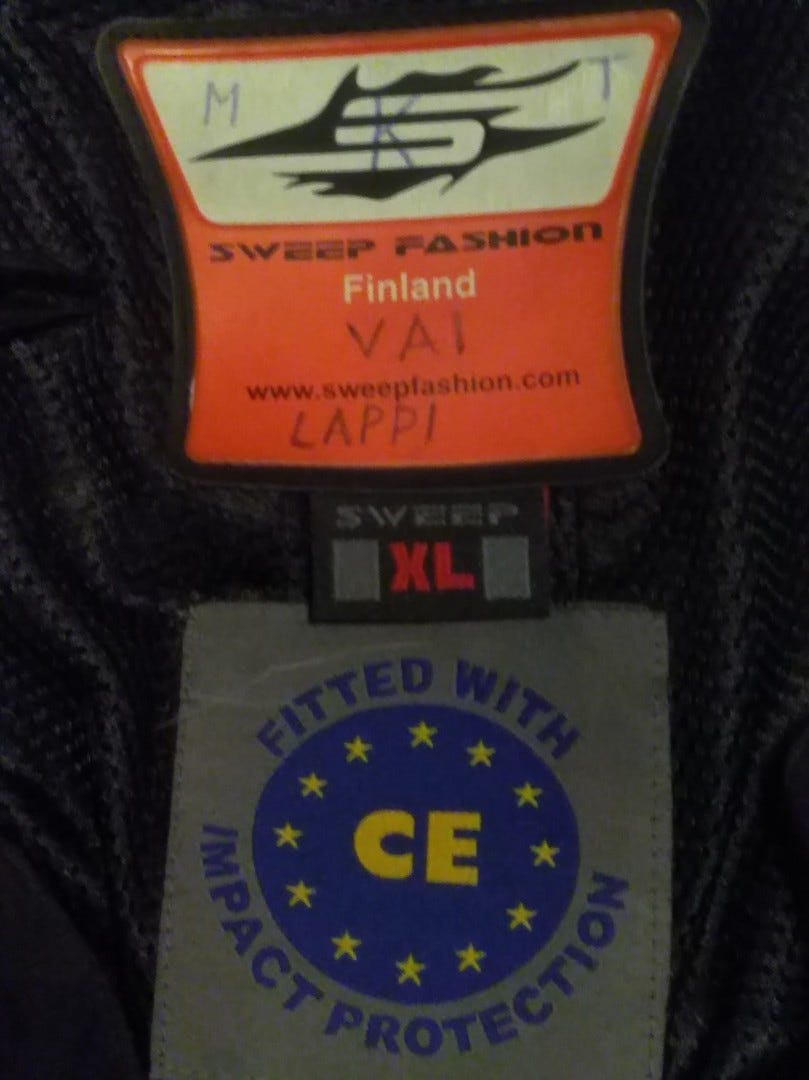 M K T
SWEEP FASHION
Finland
VAI
www.sweepfashion.com
LAPPI
SWEEP
XL
FITTED WITH
CE
IMPACT PROTECTION